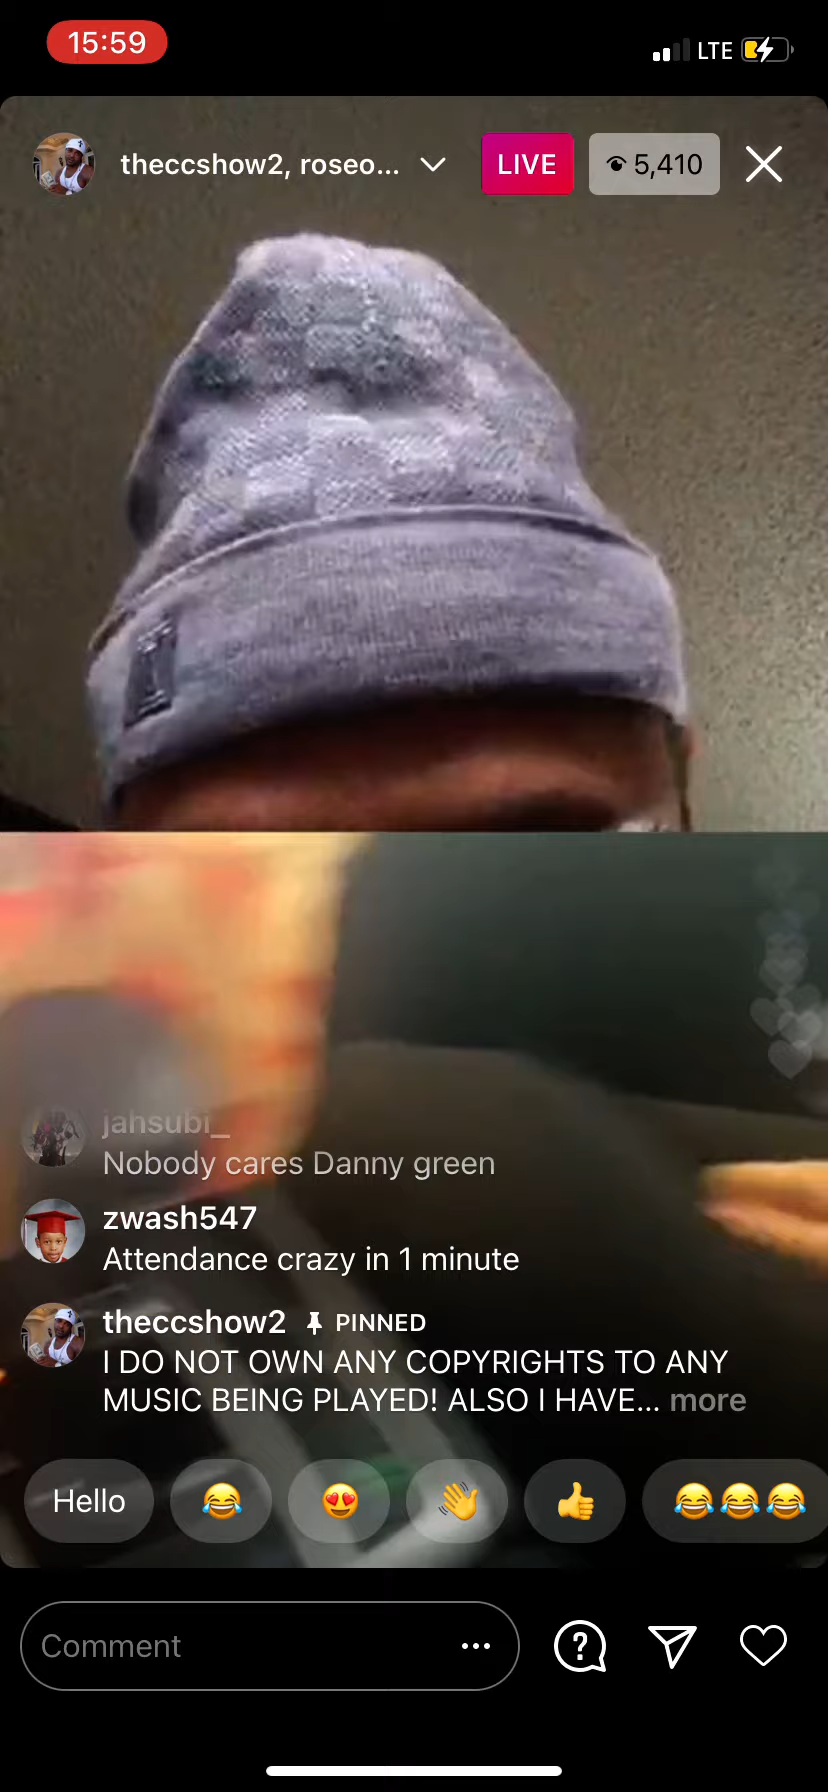 15:59
LTE
theccshow2, roseo...
LIVE
5,410
jahsubi_
Nobody cares Danny green
zwash547
Attendance crazy in 1 minute
theccshow2 PINNED
I DO NOT OWN ANY COPYRIGHTS TO ANY
MUSIC BEING PLAYED! ALSO I HAVE... more
Hello 😂 😍 👋 👍 😂😂😂
Comment